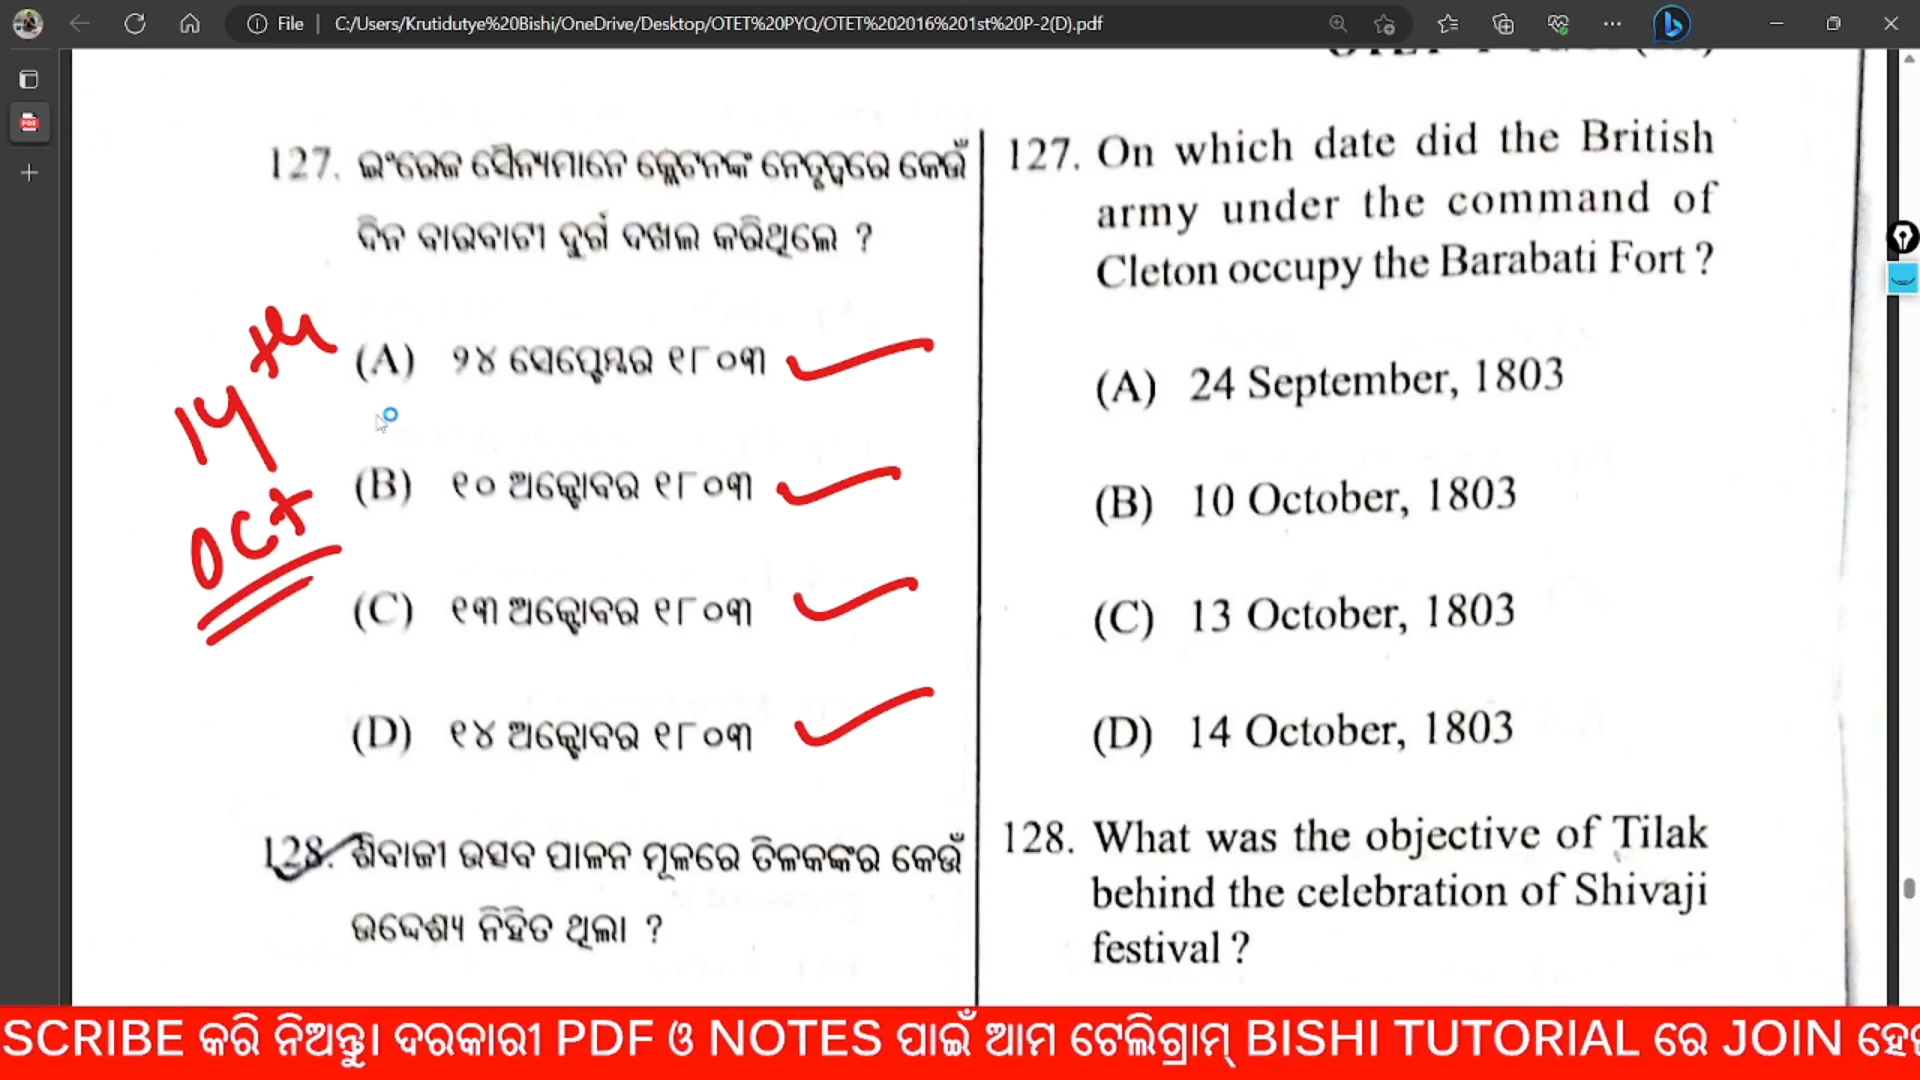 File | C:/Users/Krutidutye%20Bishi/OneDrive/Desktop/OTET%20PYQ/OTET%202016%201st%20P-2(D).pdf
127. ଇଂରେଜ ସୈନ୍ୟମାନେ କ୍ଲେଟନଙ୍କ ନେତୃତ୍ୱରେ କେଉଁ
ଦିନ ବାରବାଟୀ ଦୁର୍ଗ ଦଖଲ କରିଥିଲେ ?
(A) ୨୪ ସେପ୍ଟେମ୍ବର ୧୮୦୩
(B) ୧୦ ଅକ୍ଟୋବର ୧୮୦୩
(C) ୧୩ ଅକ୍ଟୋବର ୧୮୦୩
(D) ୧୪ ଅକ୍ଟୋବର ୧୮୦୩
14th
OCt
128. ଶିବାଜୀ ଉତ୍ସବ ପାଳନ ମୂଳରେ ତିଳକଙ୍କର କେଉଁ
ଉଦ୍ଦେଶ୍ୟ ନିହିତ ଥିଲା ?
127. On which date did the British
army under the command of
Cleton occupy the Barabati Fort ?
(A) 24 September, 1803
(B) 10 October, 1803
(C) 13 October, 1803
(D) 14 October, 1803
128. What was the objective of Tilak
behind the celebration of Shivaji
festival ?
SCRIBE କରି ନିଅନ୍ତୁ। ଦରକାରୀ PDF ଓ NOTES ପାଇଁ ଆମ ଟେଲିଗ୍ରାମ୍ BISHI TUTORIAL ରେ JOIN